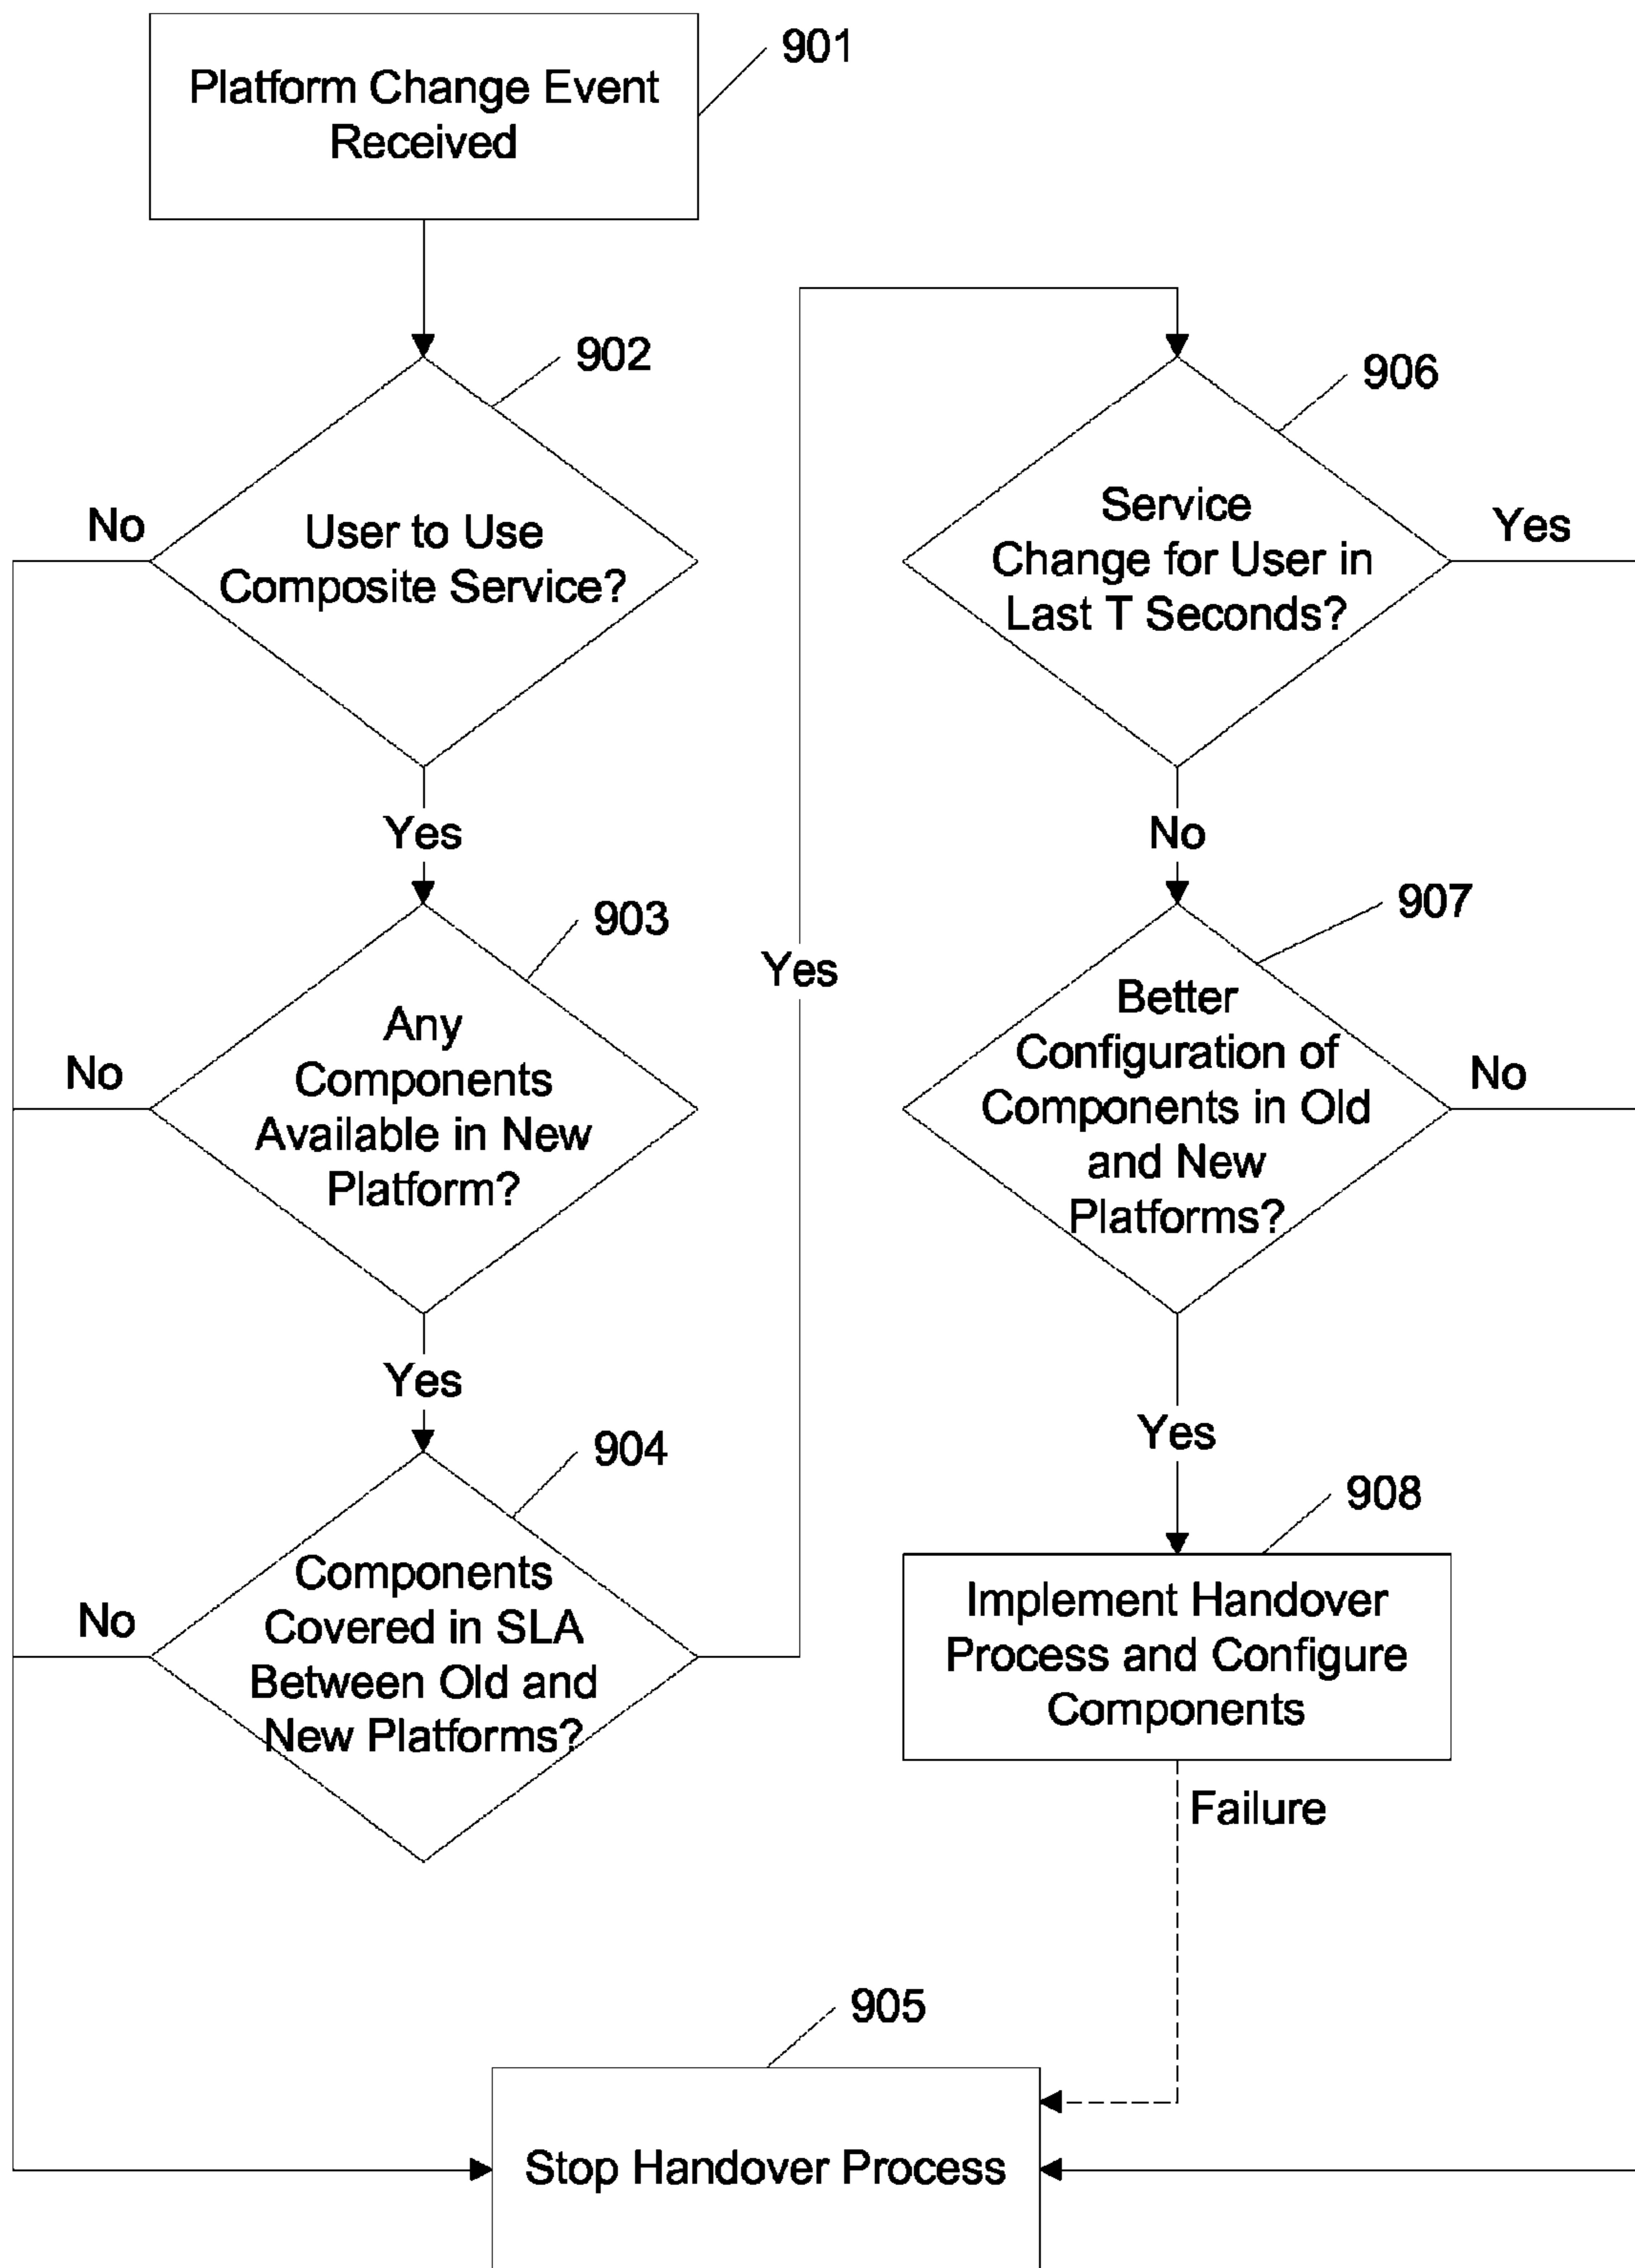 Platform Change Event
Received
901
902
User to Use
Composite Service?
No
Yes
903
Any
Components
Available in New
Platform?
No
Yes
904
Components
Covered in SLA
Between Old and
New Platforms?
No
Yes
906
Service
Change for User in
Last T Seconds?
Yes
No
907
Better
Configuration of
Components in Old
and New
Platforms?
No
Yes
908
Implement Handover
Process and Configure
Components
Failure
905
Stop Handover Process